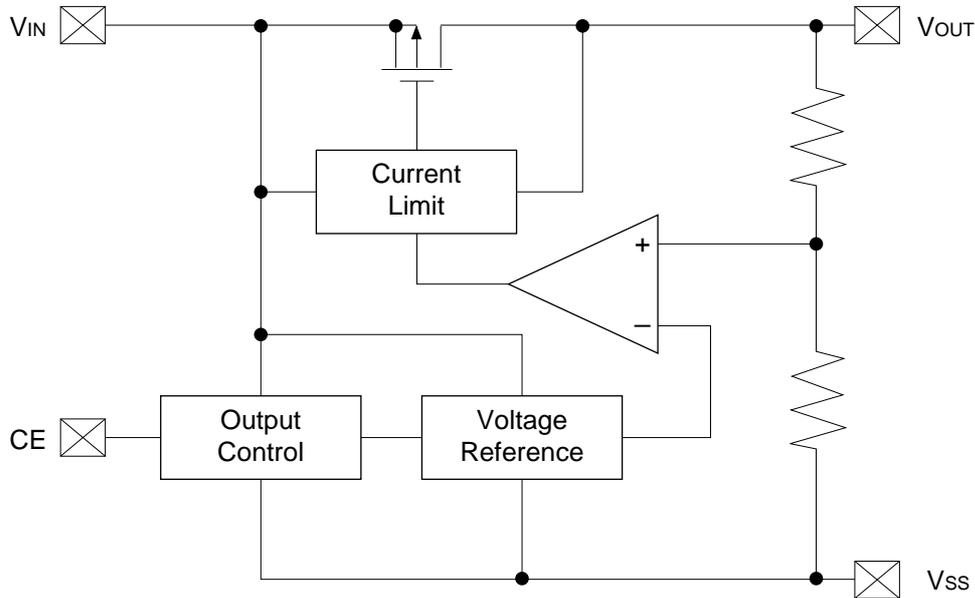 VIN
VOUT
Current
Limit
+
−
Output
Control
Voltage
Reference
CE
VSS